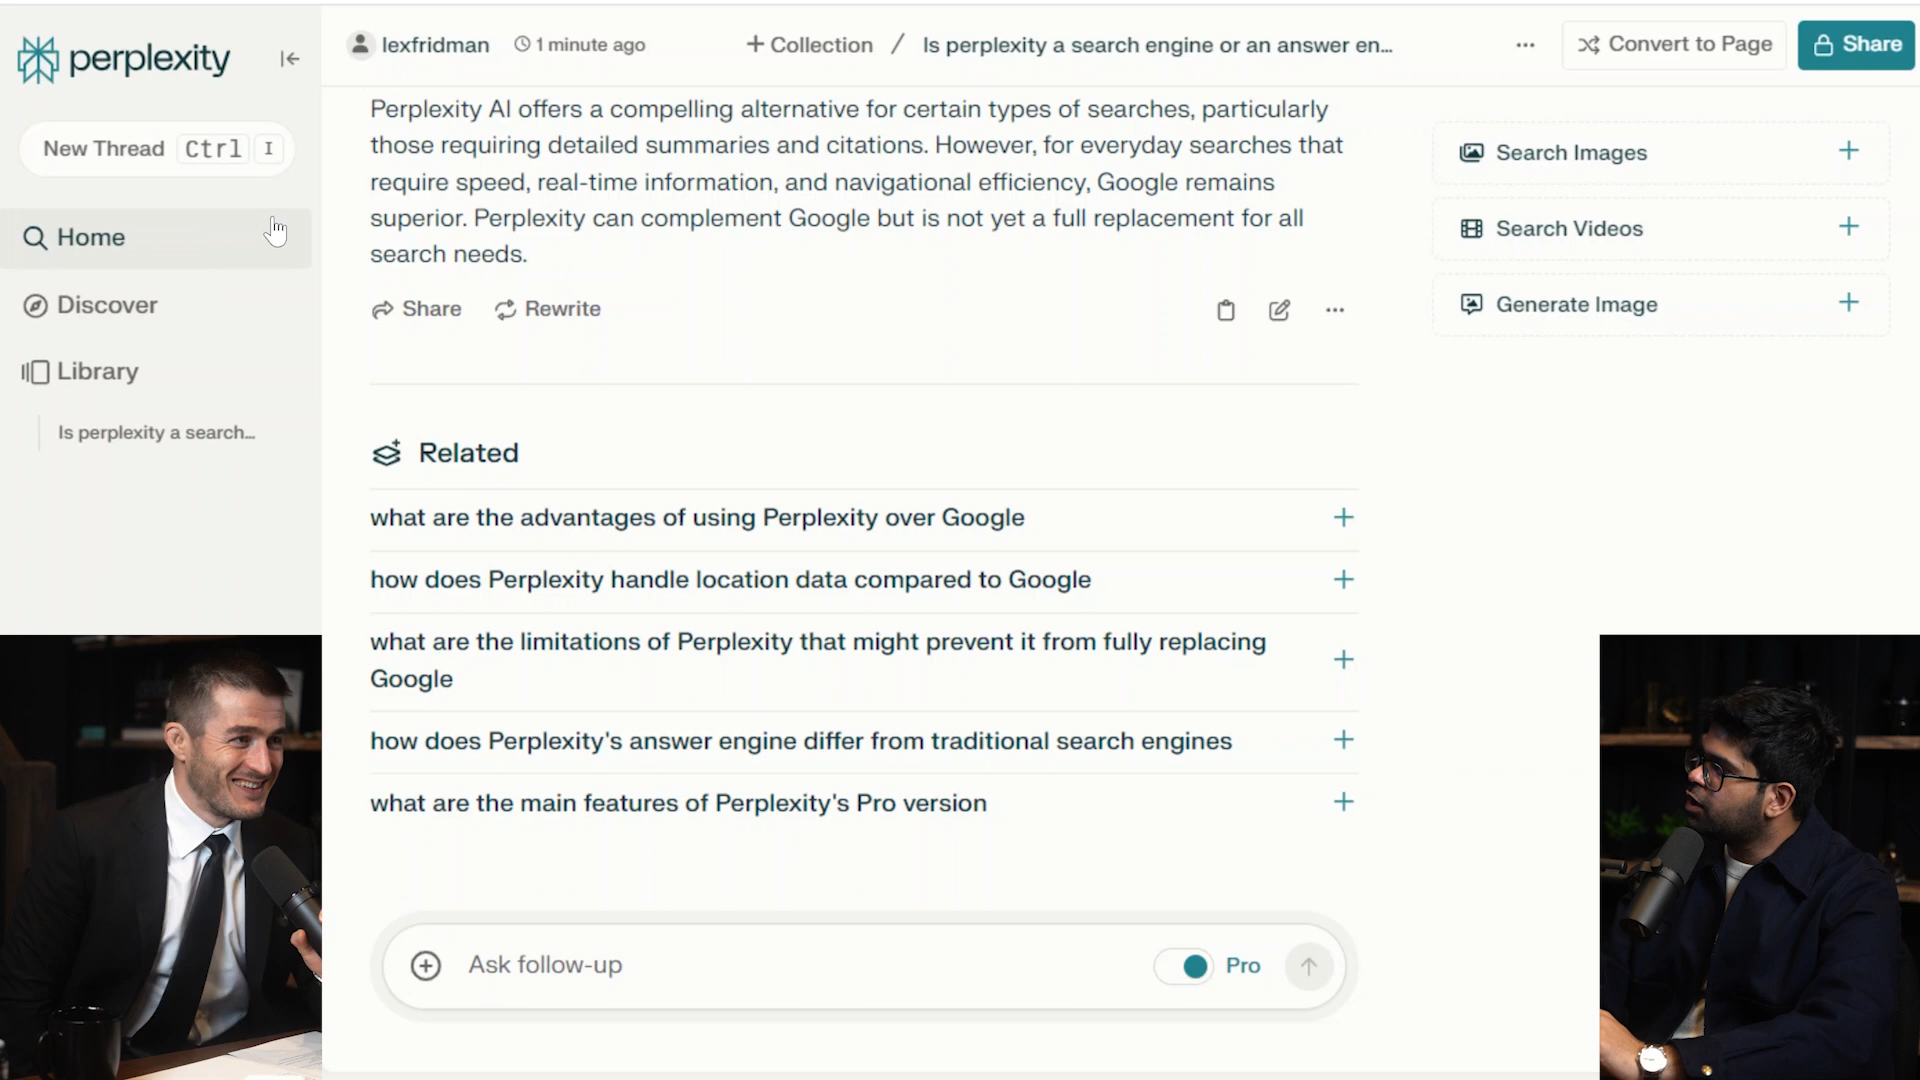 perplexity
New Thread Ctrl I
Home
Discover
Library
Is perplexity a search...
lexfridman 1 minute ago + Collection / Is perplexity a search engine or an answer en... Convert to Page Share
Perplexity AI offers a compelling alternative for certain types of searches, particularly
those requiring detailed summaries and citations. However, for everyday searches that
require speed, real-time information, and navigational efficiency, Google remains
superior. Perplexity can complement Google but is not yet a full replacement for all
search needs.
Share Rewrite
Related
what are the advantages of using Perplexity over Google
how does Perplexity handle location data compared to Google
what are the limitations of Perplexity that might prevent it from fully replacing
Google
how does Perplexity's answer engine differ from traditional search engines
what are the main features of Perplexity's Pro version
Ask follow-up Pro
Search Images
Search Videos
Generate Image